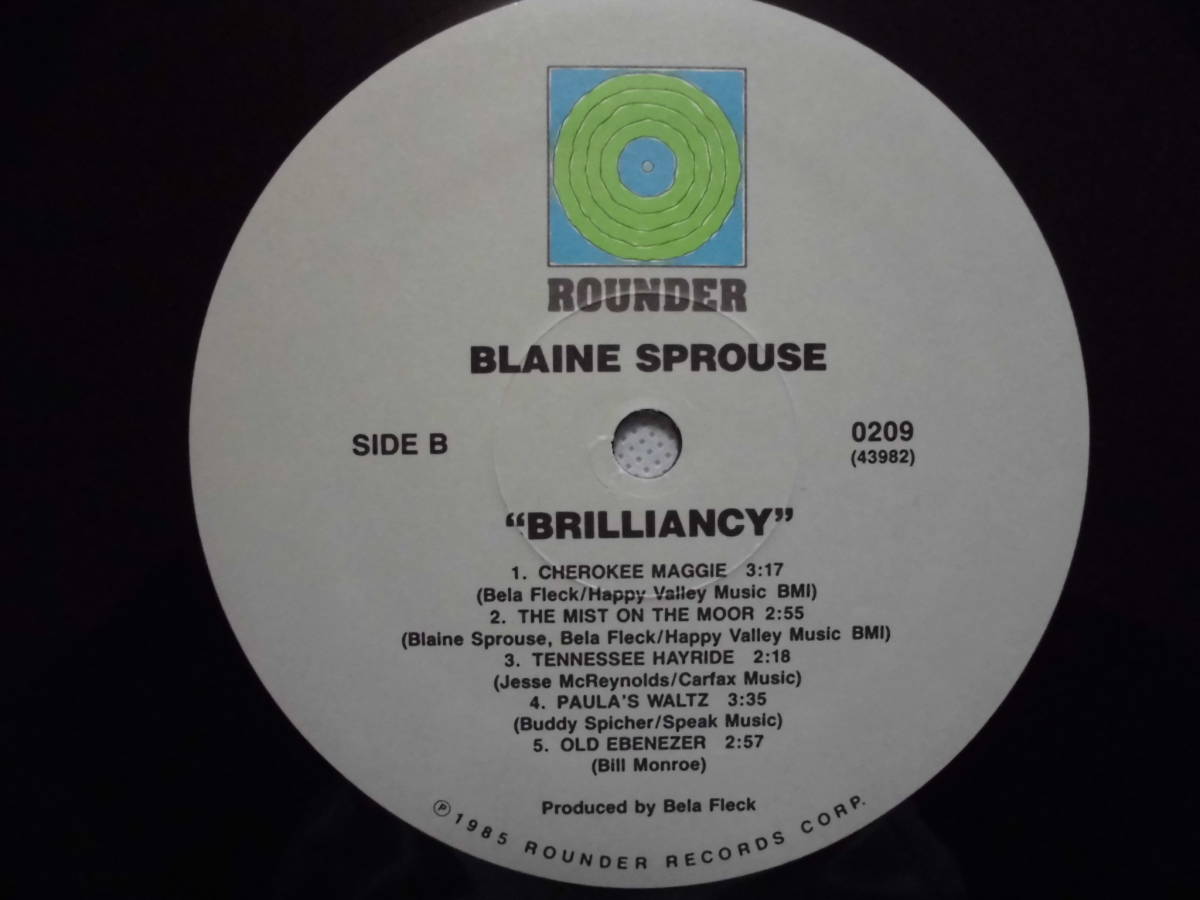 ROUNDER
BLAINE SPROUSE
SIDE B
0209
(43982)
“BRILLIANCY”
1. CHEROKEE MAGGIE 3:17
(Bela Fleck/Happy Valley Music BMI)
2. THE MIST ON THE MOOR 2:55
(Blaine Sprouse, Bela Fleck/Happy Valley Music BMI)
3. TENNESSEE HAYRIDE 2:18
(Jesse McReynolds/Carfax Music)
4. PAULA'S WALTZ 3:35
(Buddy Spicher/Speak Music)
5. OLD EBENEZER 2:57
(Bill Monroe)
Produced by Bela Fleck
℗ 1985 ROUNDER RECORDS CORP.